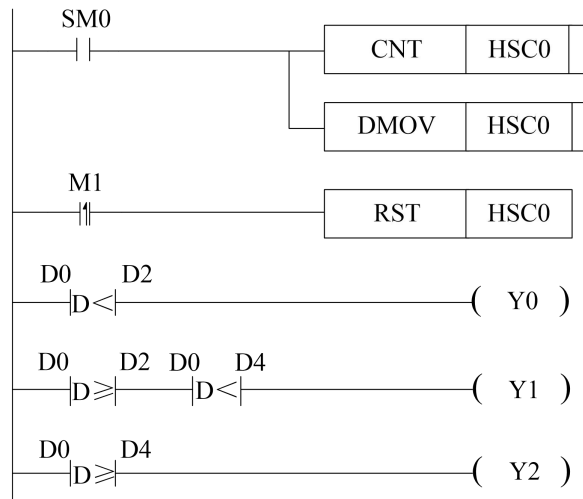 SM0
CNT HSC0
DMOV HSC0
M1
RST HSC0
D0 D2
D< ( Y0 )
D0 D2 D0 D4
D≥ D< ( Y1 )
D0 D4
D≥ ( Y2 )